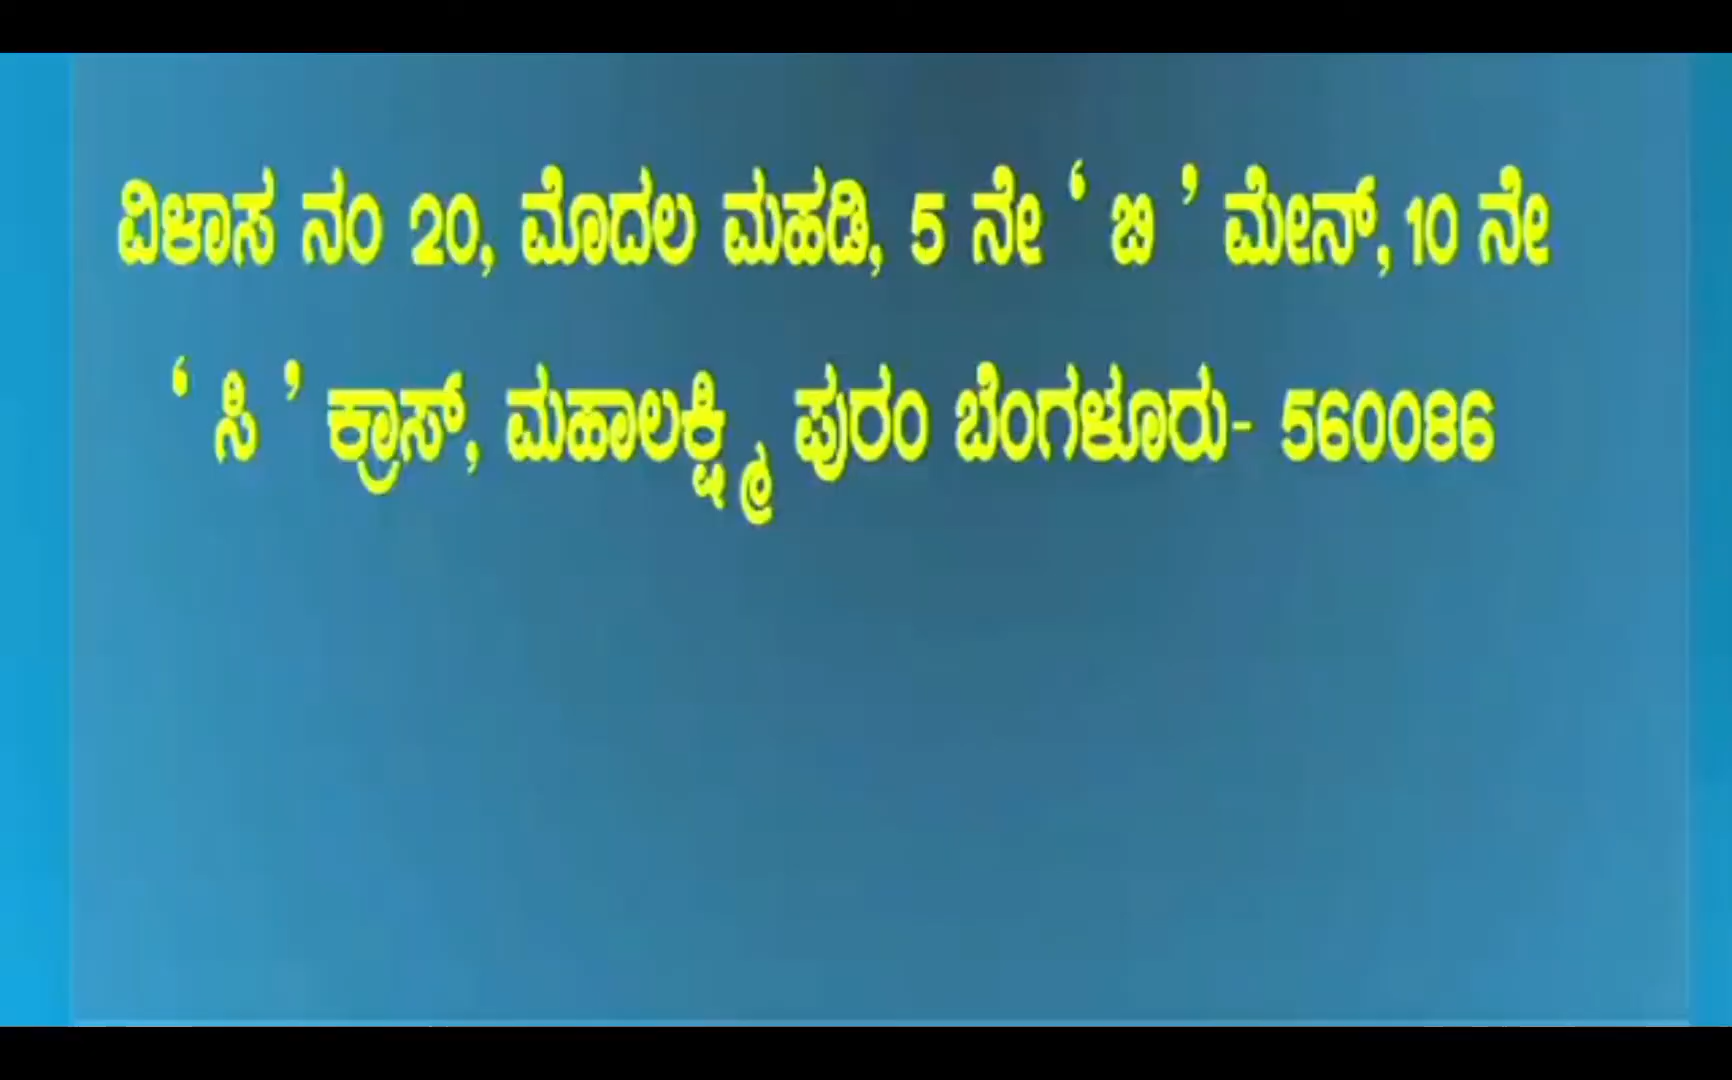 ವಿಳಾಸ ನಂ 20, ಮೊದಲ ಮಹಡಿ, 5 ನೇ ‘ ಬಿ ’ ಮೇನ್, 10 ನೇ
‘ ಸಿ ’ ಕ್ರಾಸ್, ಮಹಾಲಕ್ಷ್ಮಿ ಪುರಂ ಬೆಂಗಳೂರು- 560086